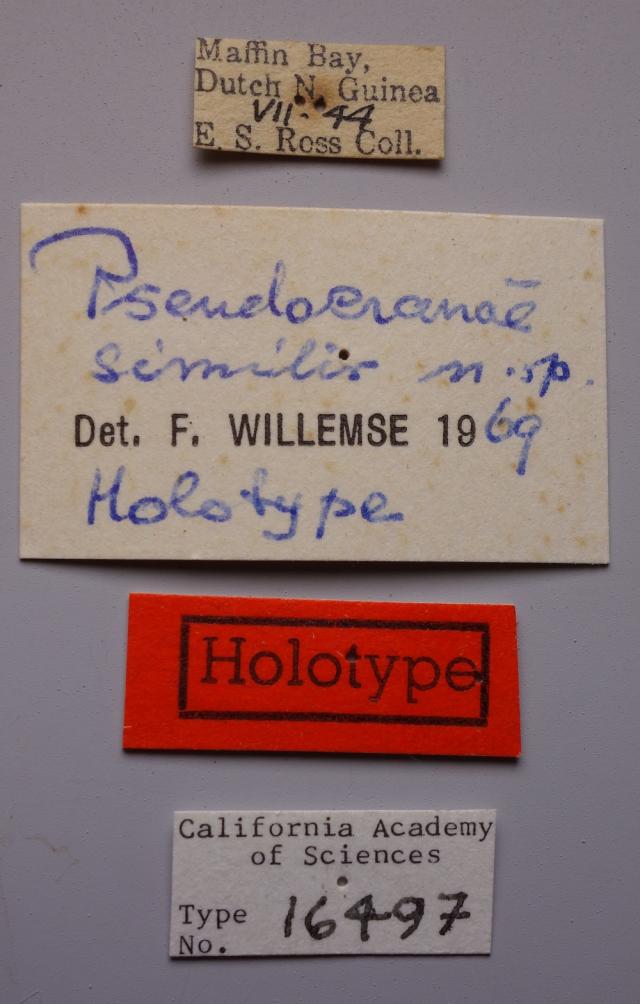 Maffin Bay,
Dutch N. Guinea
VII-44
E. S. Ross Coll.
Pseudocranaë
similis n.sp.
Det. F. WILLEMSE 1969
Holotype
Holotype
California Academy
of Sciences
Type
No. 16497